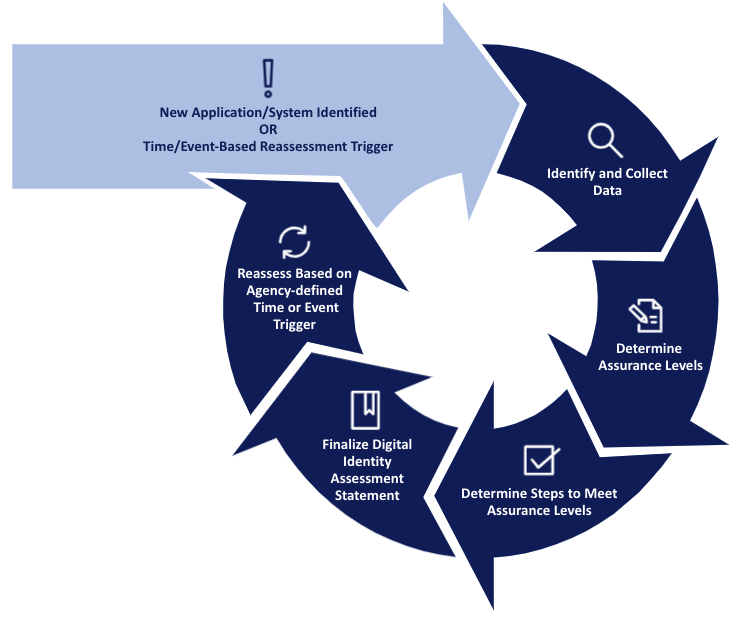 New Application/System Identified
OR
Time/Event-Based Reassessment Trigger
Identify and Collect
Data
Determine
Assurance Levels
Determine Steps to Meet
Assurance Levels
Finalize Digital
Identity
Assessment
Statement
Reassess Based on
Agency-defined
Time or Event
Trigger